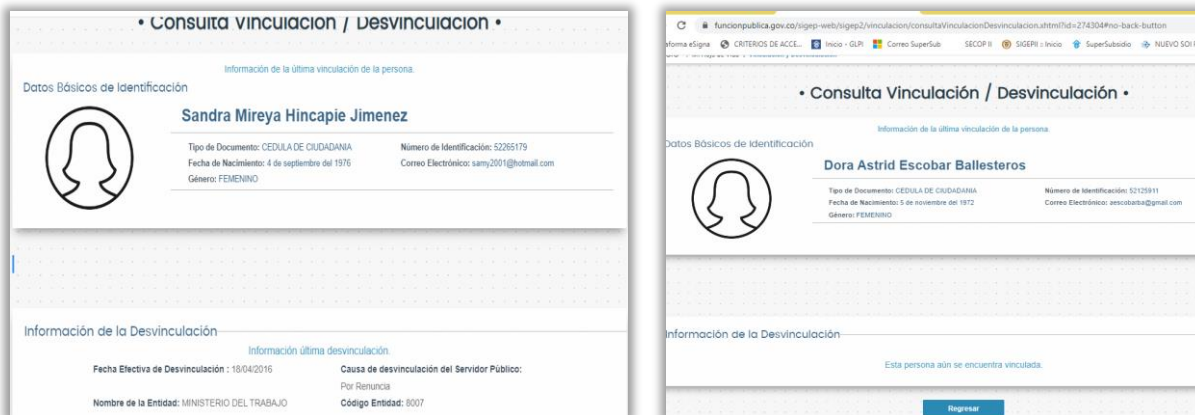 • Consulta Vinculación / Desvinculación •
Información de la última vinculación de la persona.
Datos Básicos de Identificación
Sandra Mireya Hincapie Jimenez
Tipo de Documento: CEDULA DE CIUDADANIA
Número de Identificación: 52265179
Fecha de Nacimiento: 4 de septiembre del 1976
Correo Electrónico: samy2001@hotmail.com
Género: FEMENINO
Información de la Desvinculación
Información última desvinculación.
Fecha Efectiva de Desvinculación : 18/04/2016
Causa de desvinculación del Servidor Público:
Por Renuncia
Nombre de la Entidad: MINISTERIO DEL TRABAJO
Código Entidad: 8007
funcionpublica.gov.co/sigep-web/sigep2/vinculacion/consultaVinculacionDesvinculacion.xhtml?id=274304#no-back-button
aforma eSigna CRITERIOS DE ACCE... Inicio - GLPI Correo SuperSub SECOP II SIGEPII :: Inicio SuperSubsidio NUEVO SOI
• Consulta Vinculación / Desvinculación •
Información de la última vinculación de la persona.
Datos Básicos de Identificación
Dora Astrid Escobar Ballesteros
Tipo de Documento: CEDULA DE CIUDADANIA
Número de Identificación: 52125911
Fecha de Nacimiento: 5 de noviembre del 1972
Correo Electrónico: aescobarba@gmail.com
Género: FEMENINO
Información de la Desvinculación
Esta persona aún se encuentra vinculada.
Regresar